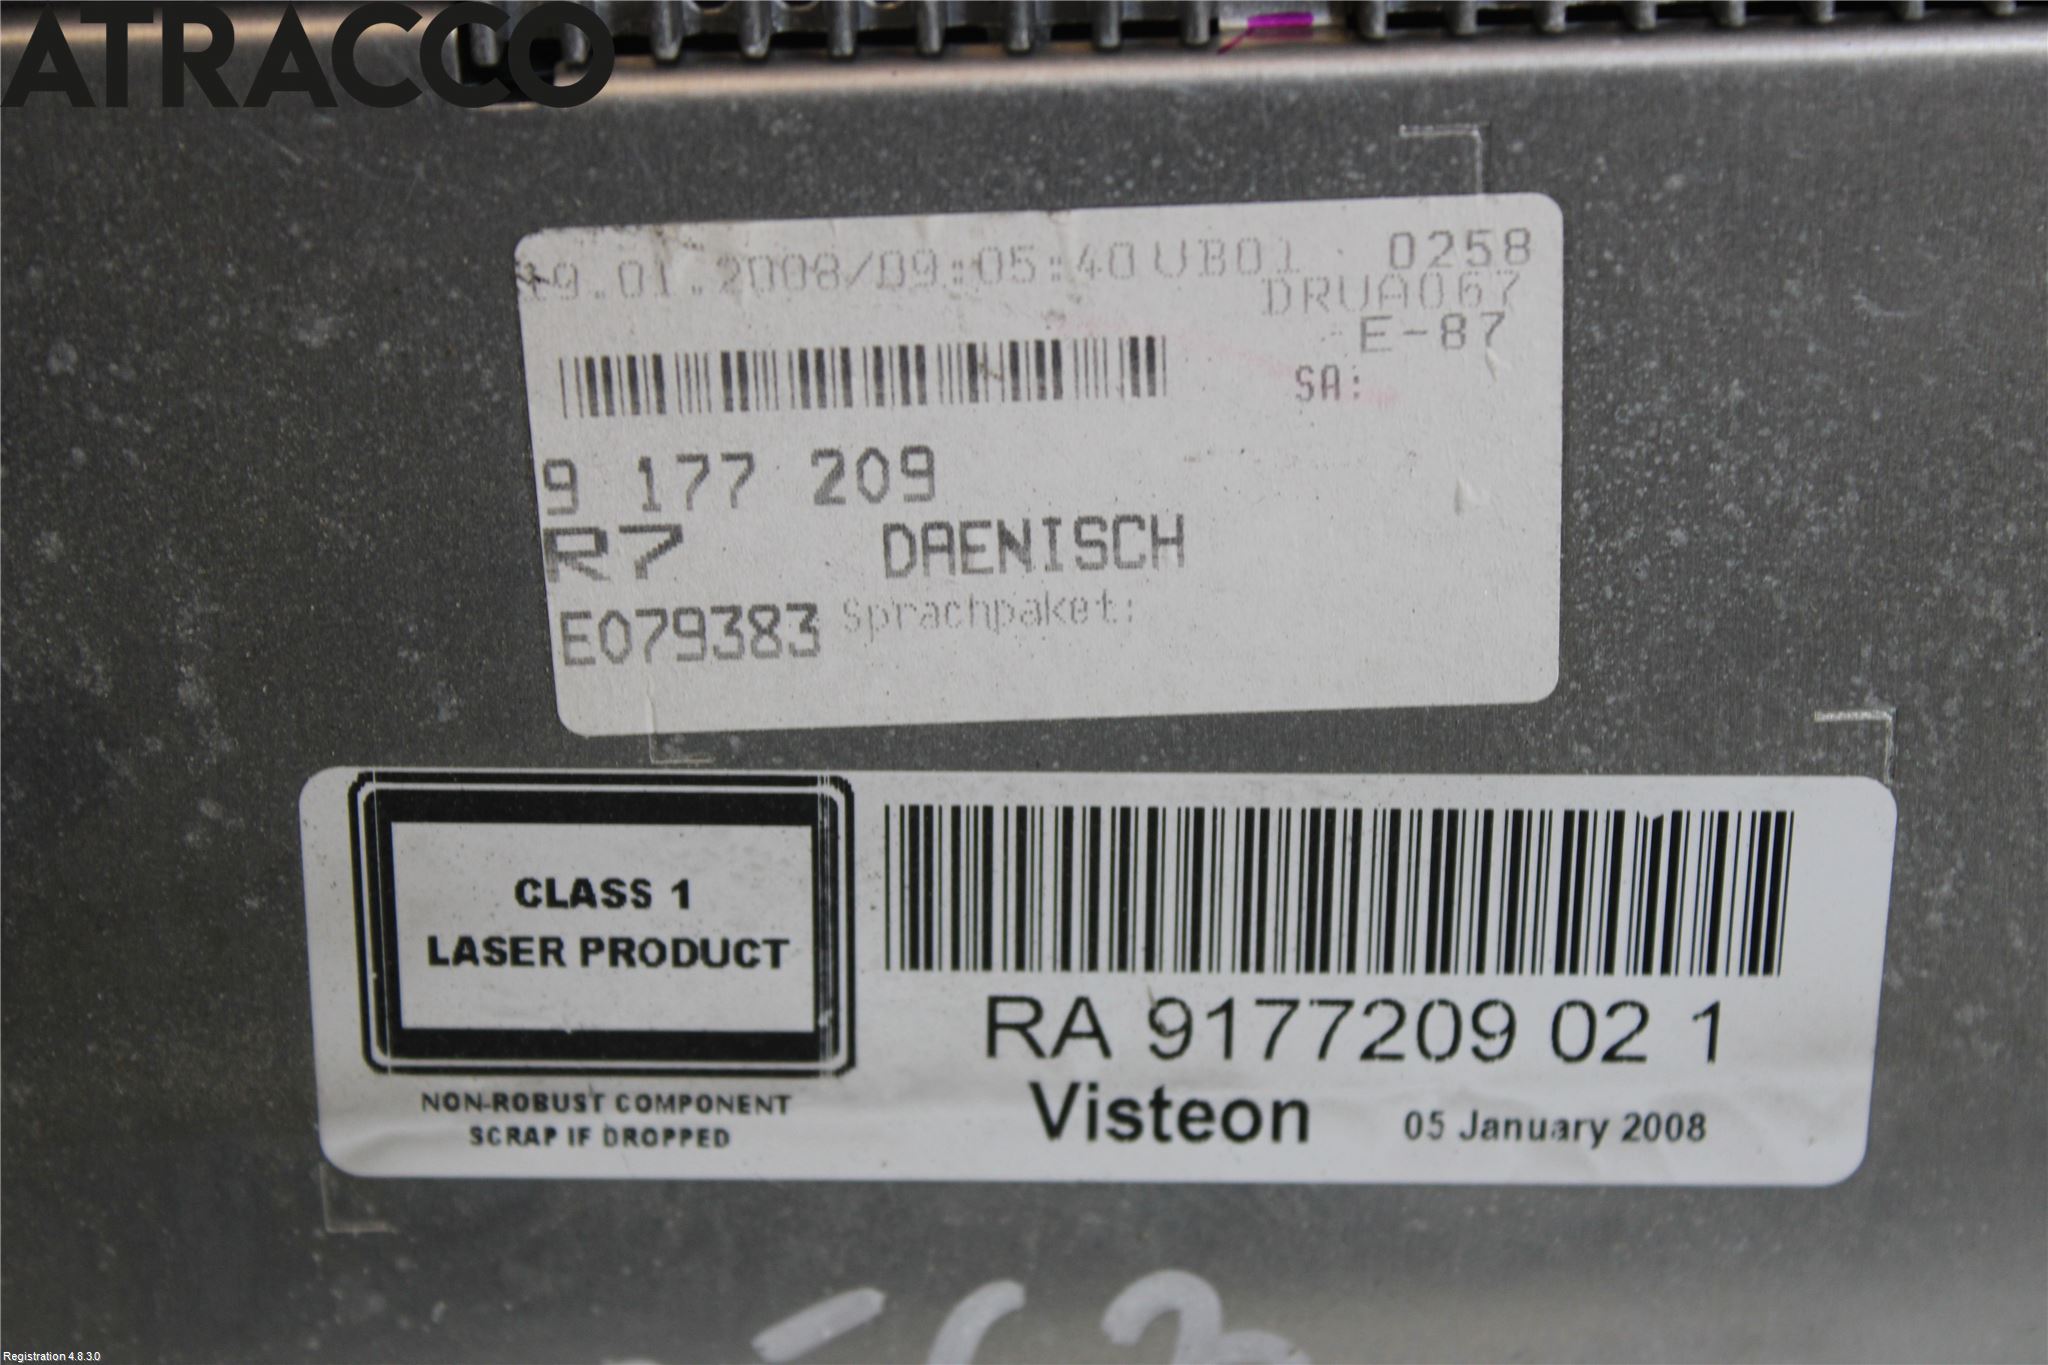 ATRACCO
19.01.2008/09:05:40 UB01 0258
DRUA067
E-87
SA:
9 177 209
R7 DAENISCH
E079383 Sprachpaket:
CLASS 1
LASER PRODUCT
NON-ROBUST COMPONENT
SCRAP IF DROPPED
RA 9177209 02 1
Visteon 05 January 2008
Registration 4.8.3.0